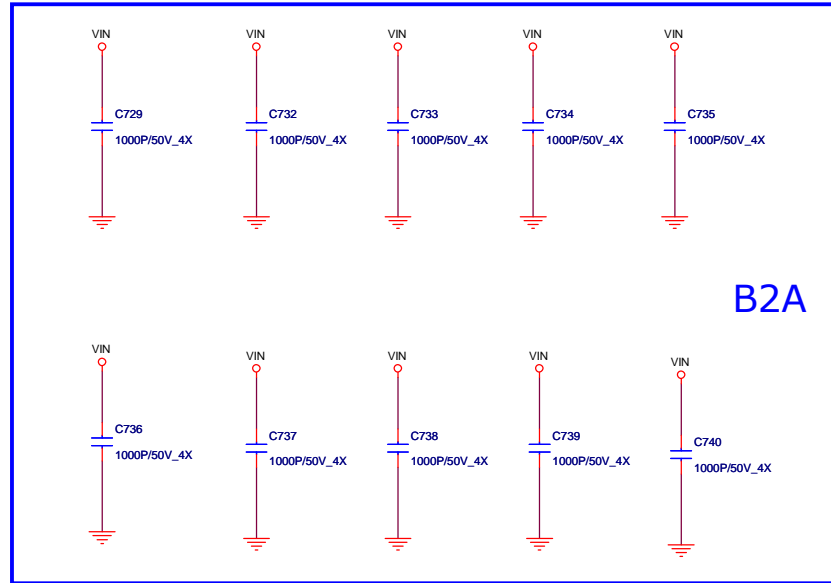 VIN
C729
1000P/50V_4X
VIN
C732
1000P/50V_4X
VIN
C733
1000P/50V_4X
VIN
C734
1000P/50V_4X
VIN
C735
1000P/50V_4X
B2A
VIN
C736
1000P/50V_4X
VIN
C737
1000P/50V_4X
VIN
C738
1000P/50V_4X
VIN
C739
1000P/50V_4X
VIN
C740
1000P/50V_4X